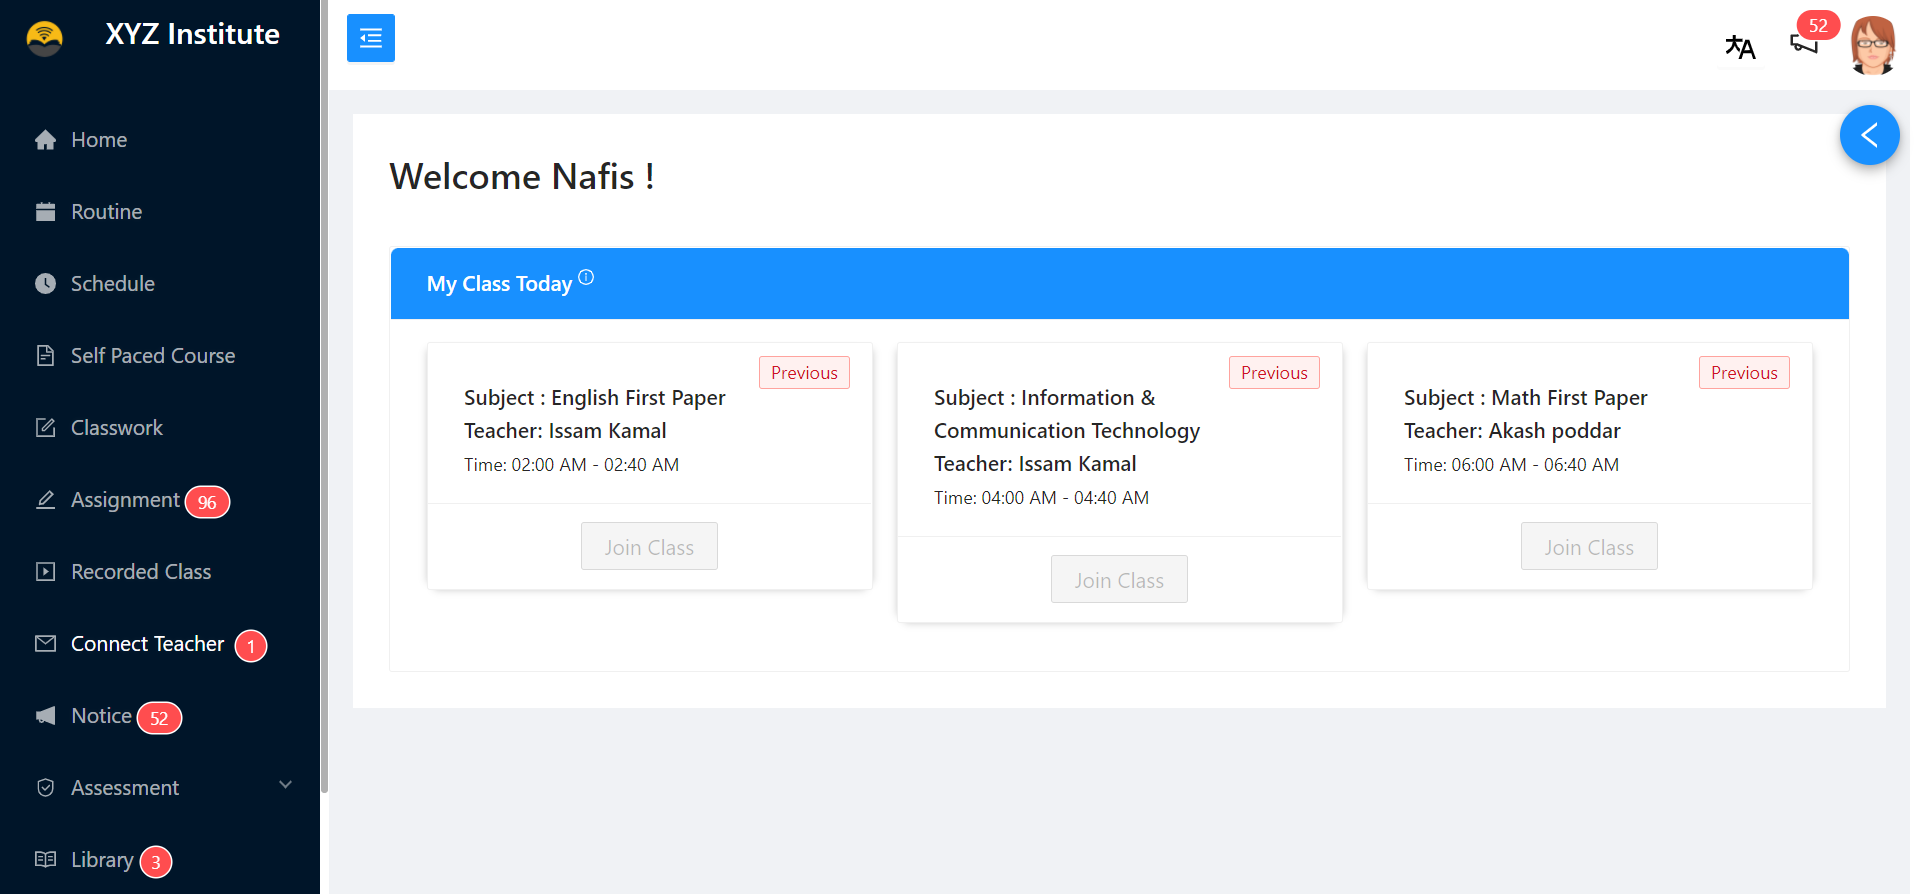 XYZ Institute
Home
Routine
Schedule
Self Paced Course
Classwork
Assignment 96
Recorded Class
Connect Teacher 1
Notice 52
Assessment
Library 3
52
Welcome Nafis !
My Class Today
Previous
Subject : English First Paper
Teacher: Issam Kamal
Time: 02:00 AM - 02:40 AM
Join Class
Previous
Subject : Information &
Communication Technology
Teacher: Issam Kamal
Time: 04:00 AM - 04:40 AM
Join Class
Previous
Subject : Math First Paper
Teacher: Akash poddar
Time: 06:00 AM - 06:40 AM
Join Class